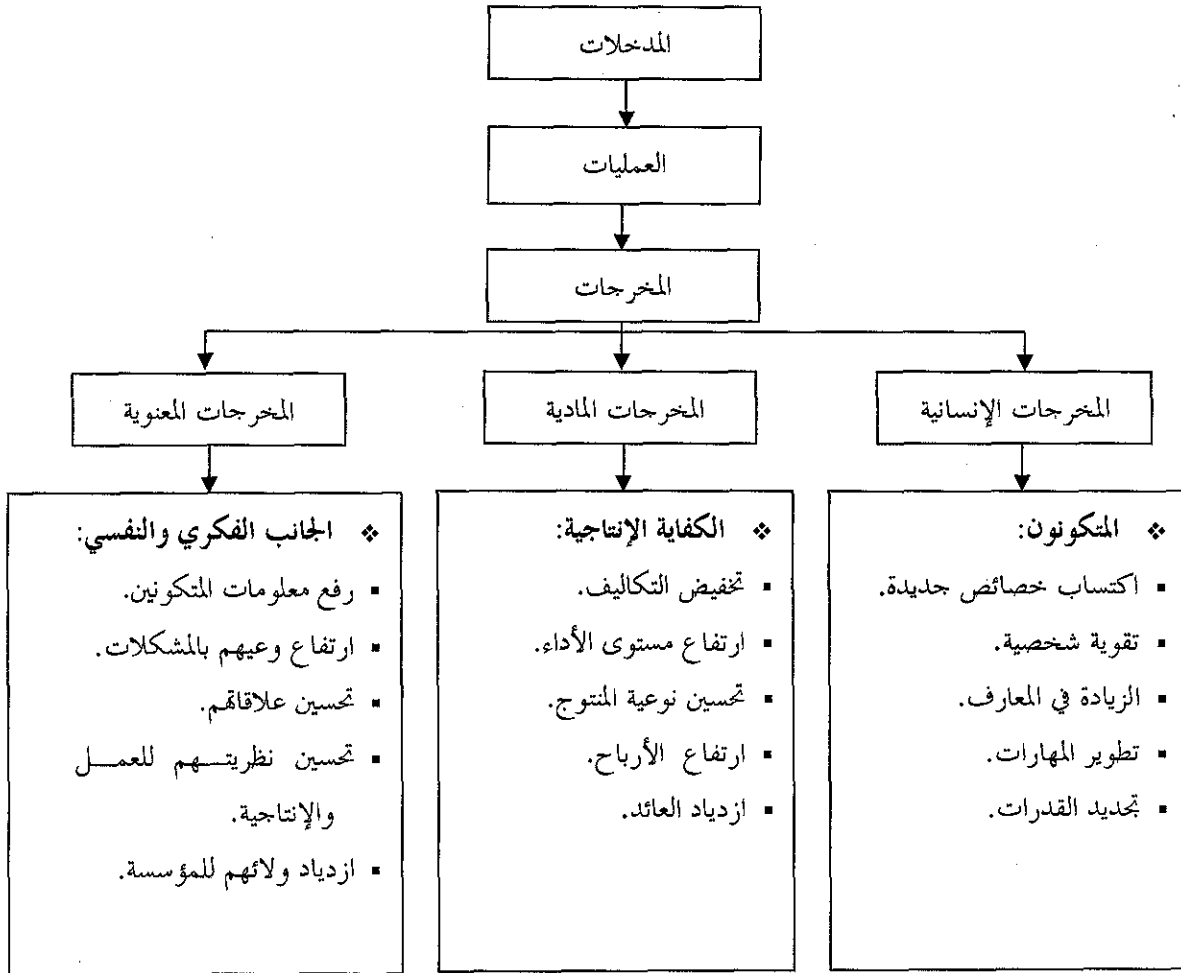 المدخلات
العمليات
المخرجات
المخرجات الإنسانية
المخرجات المادية
المخرجات المعنوية
❖ المتكونون:
▪ اكتساب خصائص جديدة.
▪ تقوية شخصية.
▪ الزيادة في المعارف.
▪ تطوير المهارات.
▪ تجديد القدرات.
❖ الكفاية الإنتاجية:
▪ تخفيض التكاليف.
▪ ارتفاع مستوى الأداء.
▪ تحسين نوعية المنتوج.
▪ ارتفاع الأرباح.
▪ ازدياد العائد.
❖ الجانب الفكري والنفسي:
▪ رفع معلومات المتكونين.
▪ ارتفاع وعيهم بالمشكلات.
▪ تحسين علاقاتهم.
▪ تحسين نظريتـــهم للعمـــل
والإنتاجية.
▪ ازدياد ولائهم للمؤسسة.